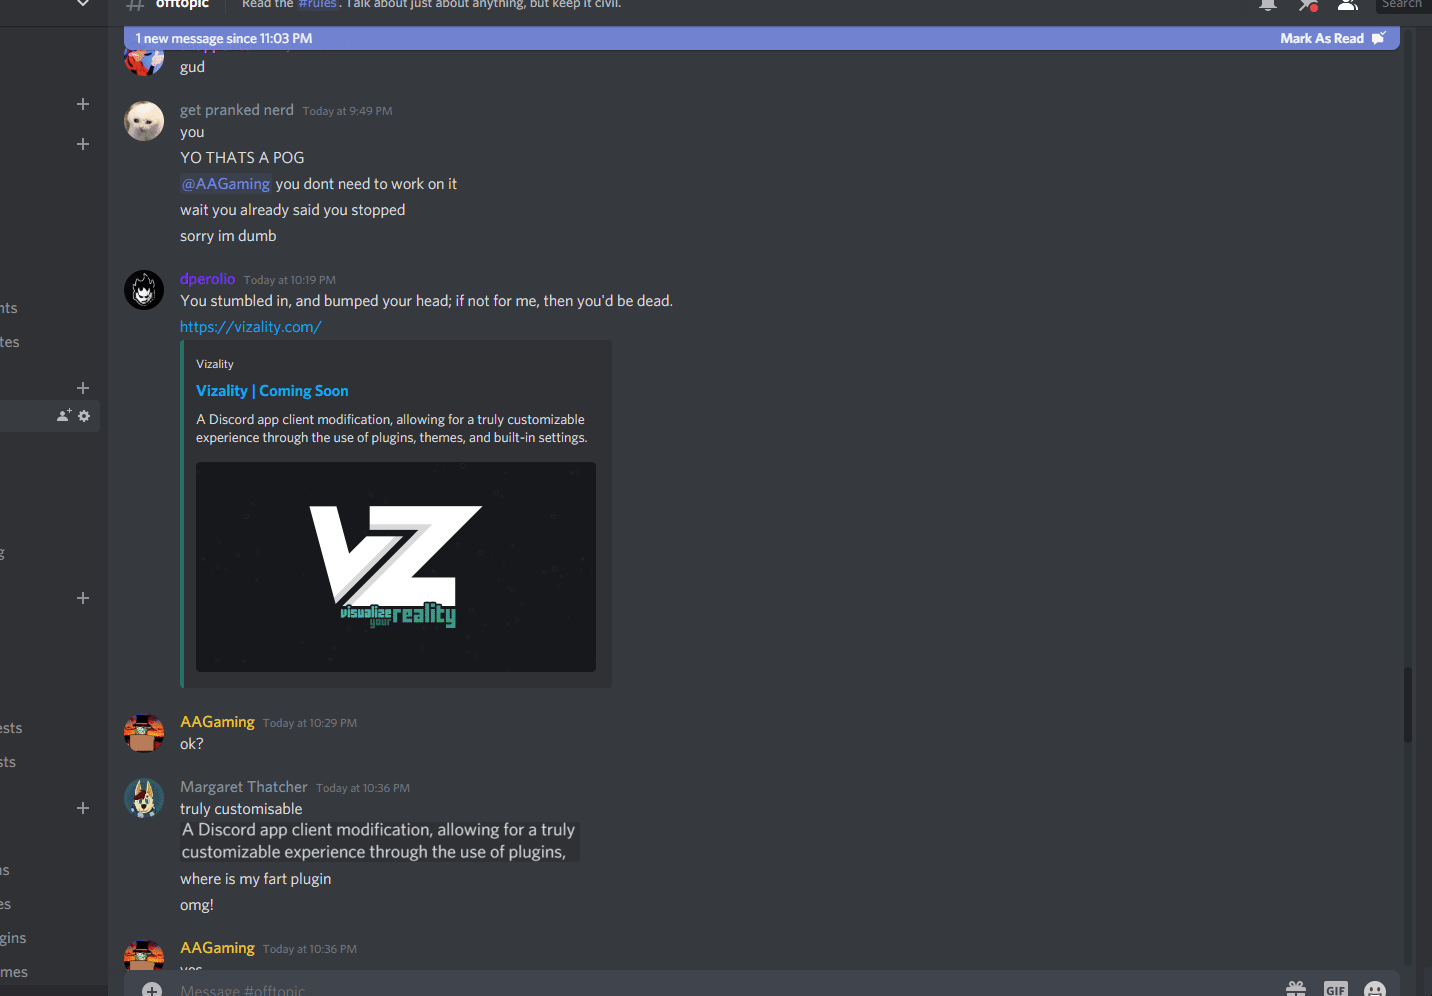 # offtopic Read the #rules. Talk about just about anything, but keep it civil. Search
1 new message since 11:03 PM Mark As Read
gud
get pranked nerd Today at 9:49 PM
you
YO THATS A POG
@AAGaming you dont need to work on it
wait you already said you stopped
sorry im dumb
dperolio Today at 10:19 PM
You stumbled in, and bumped your head; if not for me, then you'd be dead.
https://vizality.com/
Vizality
Vizality | Coming Soon
A Discord app client modification, allowing for a truly customizable
experience through the use of plugins, themes, and built-in settings.
VZ
visualize
your reality
AAGaming Today at 10:29 PM
ok?
Margaret Thatcher Today at 10:36 PM
truly customisable
A Discord app client modification, allowing for a truly
customizable experience through the use of plugins,
where is my fart plugin
omg!
AAGaming Today at 10:36 PM
yes
Message #offtopic
GIF
nts
tes
g
ests
sts
ns
es
gins
mes